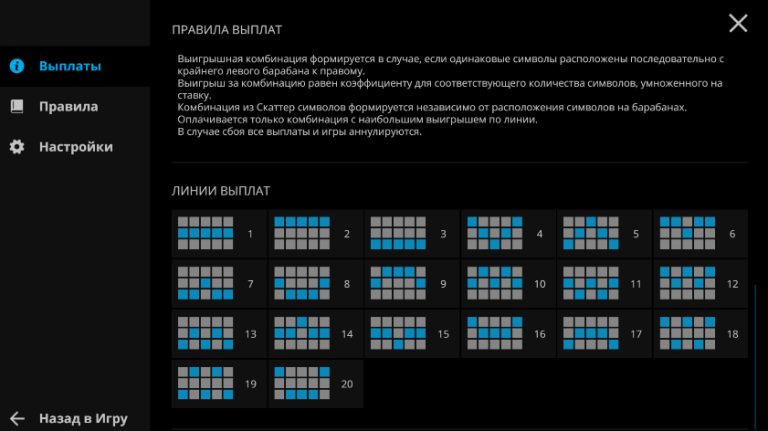 ПРАВИЛА ВЫПЛАТ
Выигрышная комбинация формируется в случае, если одинаковые символы расположены последовательно с
крайнего левого барабана к правому.
Выигрыш за комбинацию равен коэффициенту для соответствующего количества символов, умноженного на
ставку.
Комбинация из Скаттер символов формируется независимо от расположения символов на барабанах.
Оплачивается только комбинация с наибольшим выигрышем по линии.
В случае сбоя все выплаты и игры аннулируются.
Выплаты
Правила
Настройки
ЛИНИИ ВЫПЛАТ
1 2 3 4 5 6
7 8 9 10 11 12
13 14 15 16 17 18
19 20
Назад в Игру